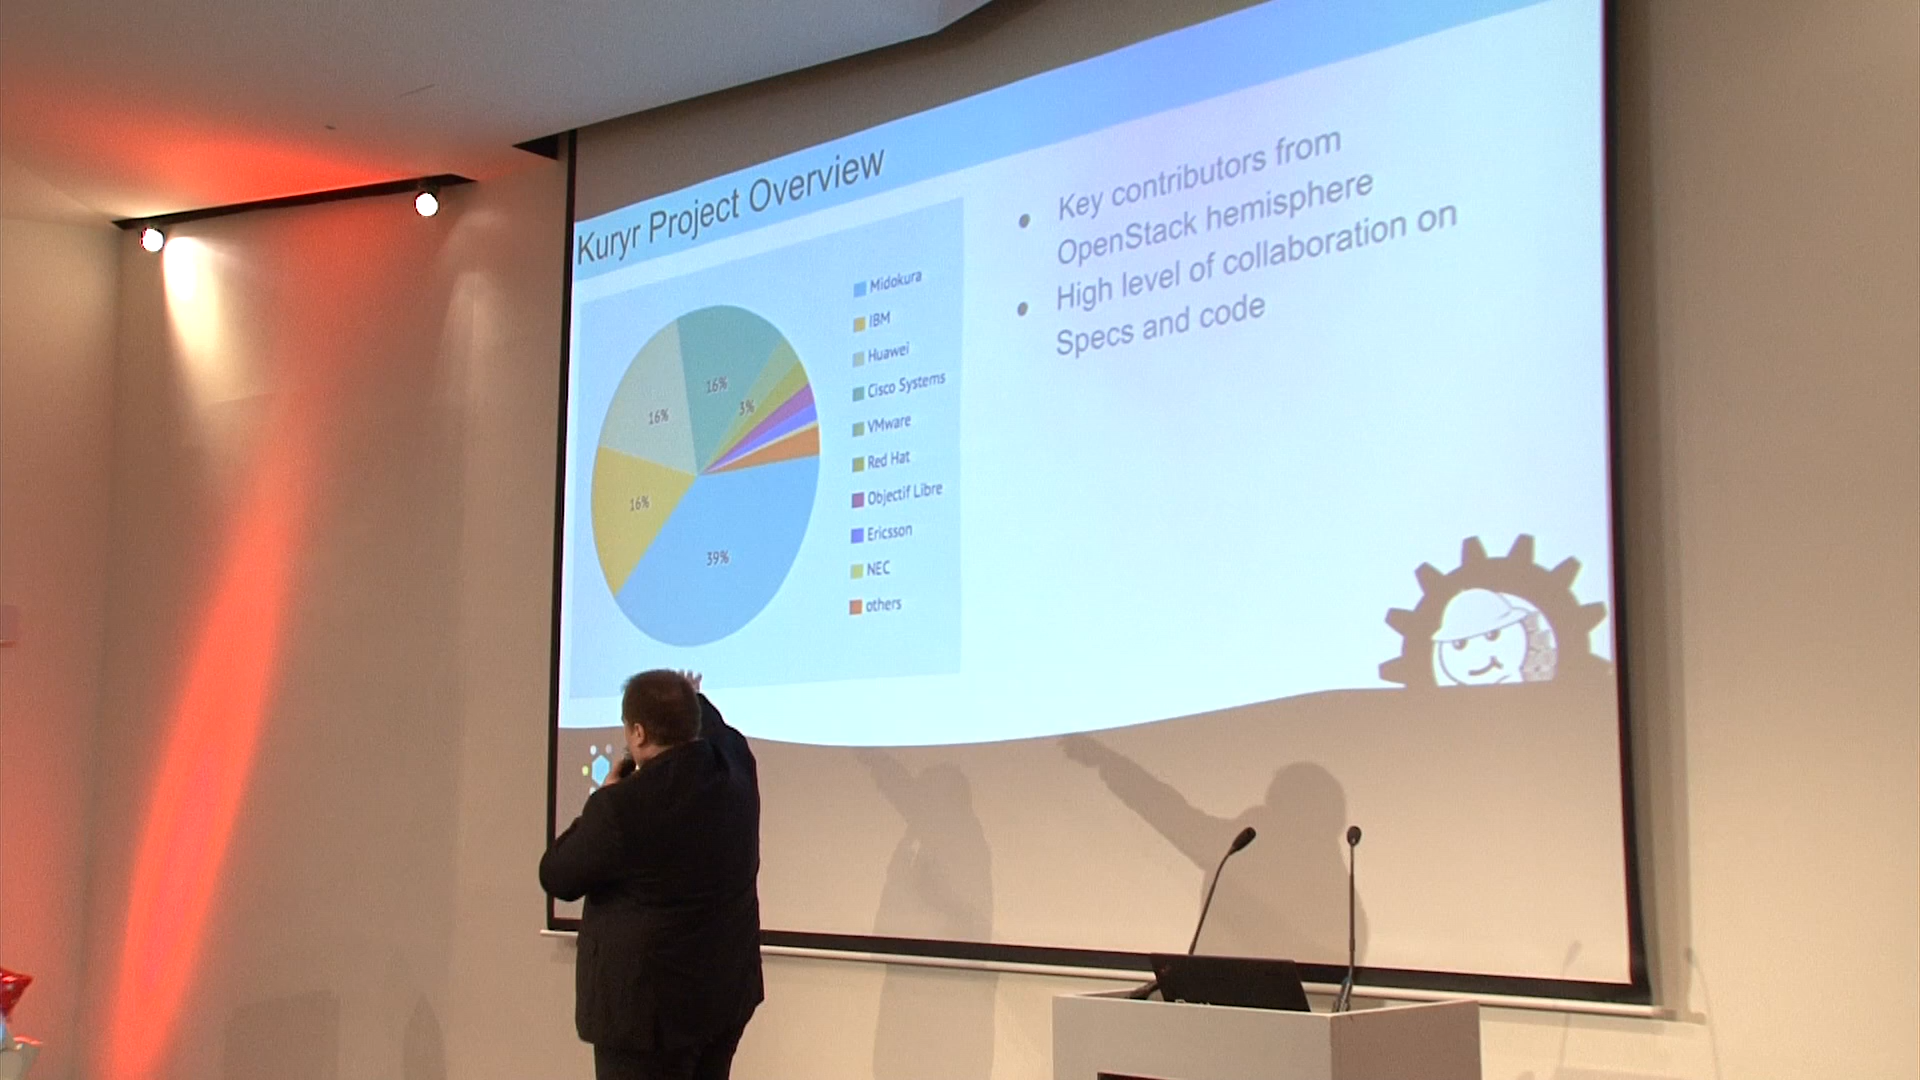 Kuryr Project Overview
16%
16%
3%
16%
39%
Midokura
IBM
Huawei
Cisco Systems
VMware
Red Hat
Objectif Libre
Ericsson
NEC
others
Key contributors from
OpenStack hemisphere
High level of collaboration on
Specs and code